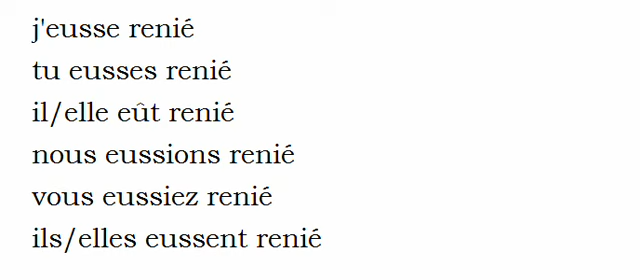 j'eusse renié
tu eusses renié
il/elle eût renié
nous eussions renié
vous eussiez renié
ils/elles eussent renié